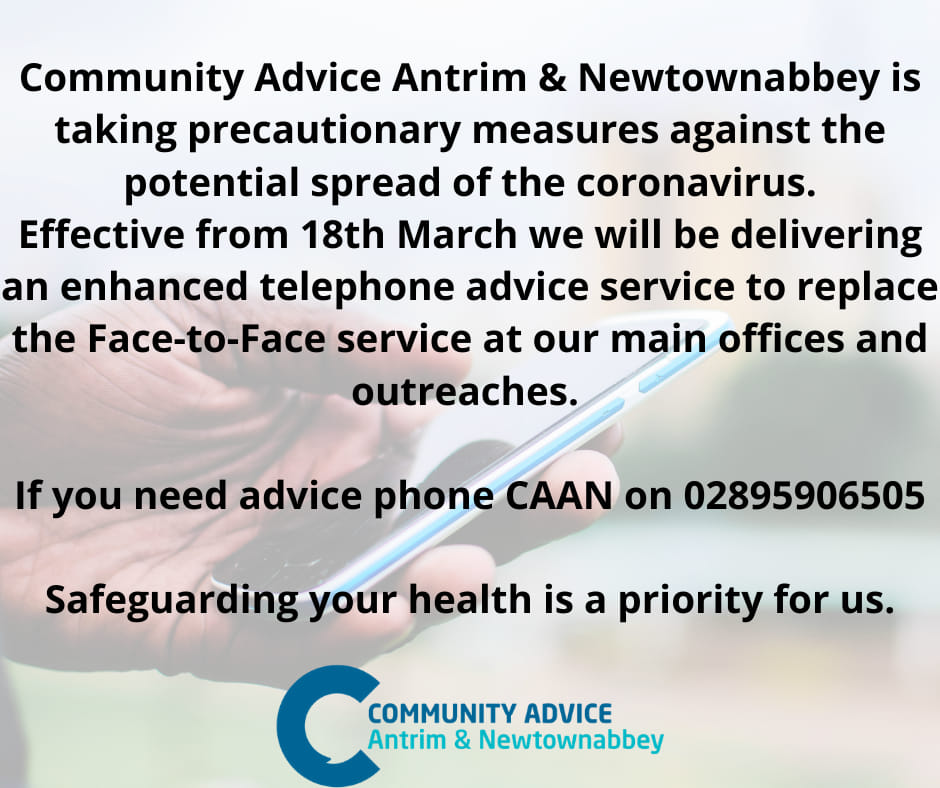 Community Advice Antrim & Newtownabbey is
taking precautionary measures against the
potential spread of the coronavirus.
Effective from 18th March we will be delivering
an enhanced telephone advice service to replace
the Face-to-Face service at our main offices and
outreaches.
If you need advice phone CAAN on 02895906505
Safeguarding your health is a priority for us.
COMMUNITY ADVICE
Antrim & Newtownabbey